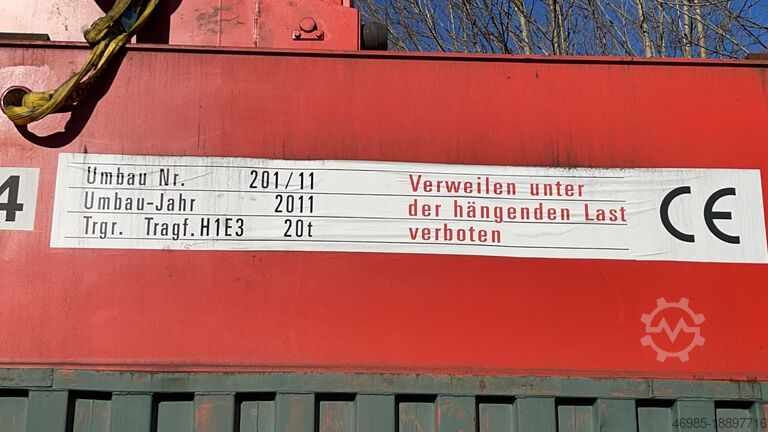 4
Umbau Nr. 201/11
Umbau-Jahr 2011
Trgr. Tragf. H1E3 20t
Verweilen unter
der hängenden Last
verboten
CE
46985-18897716